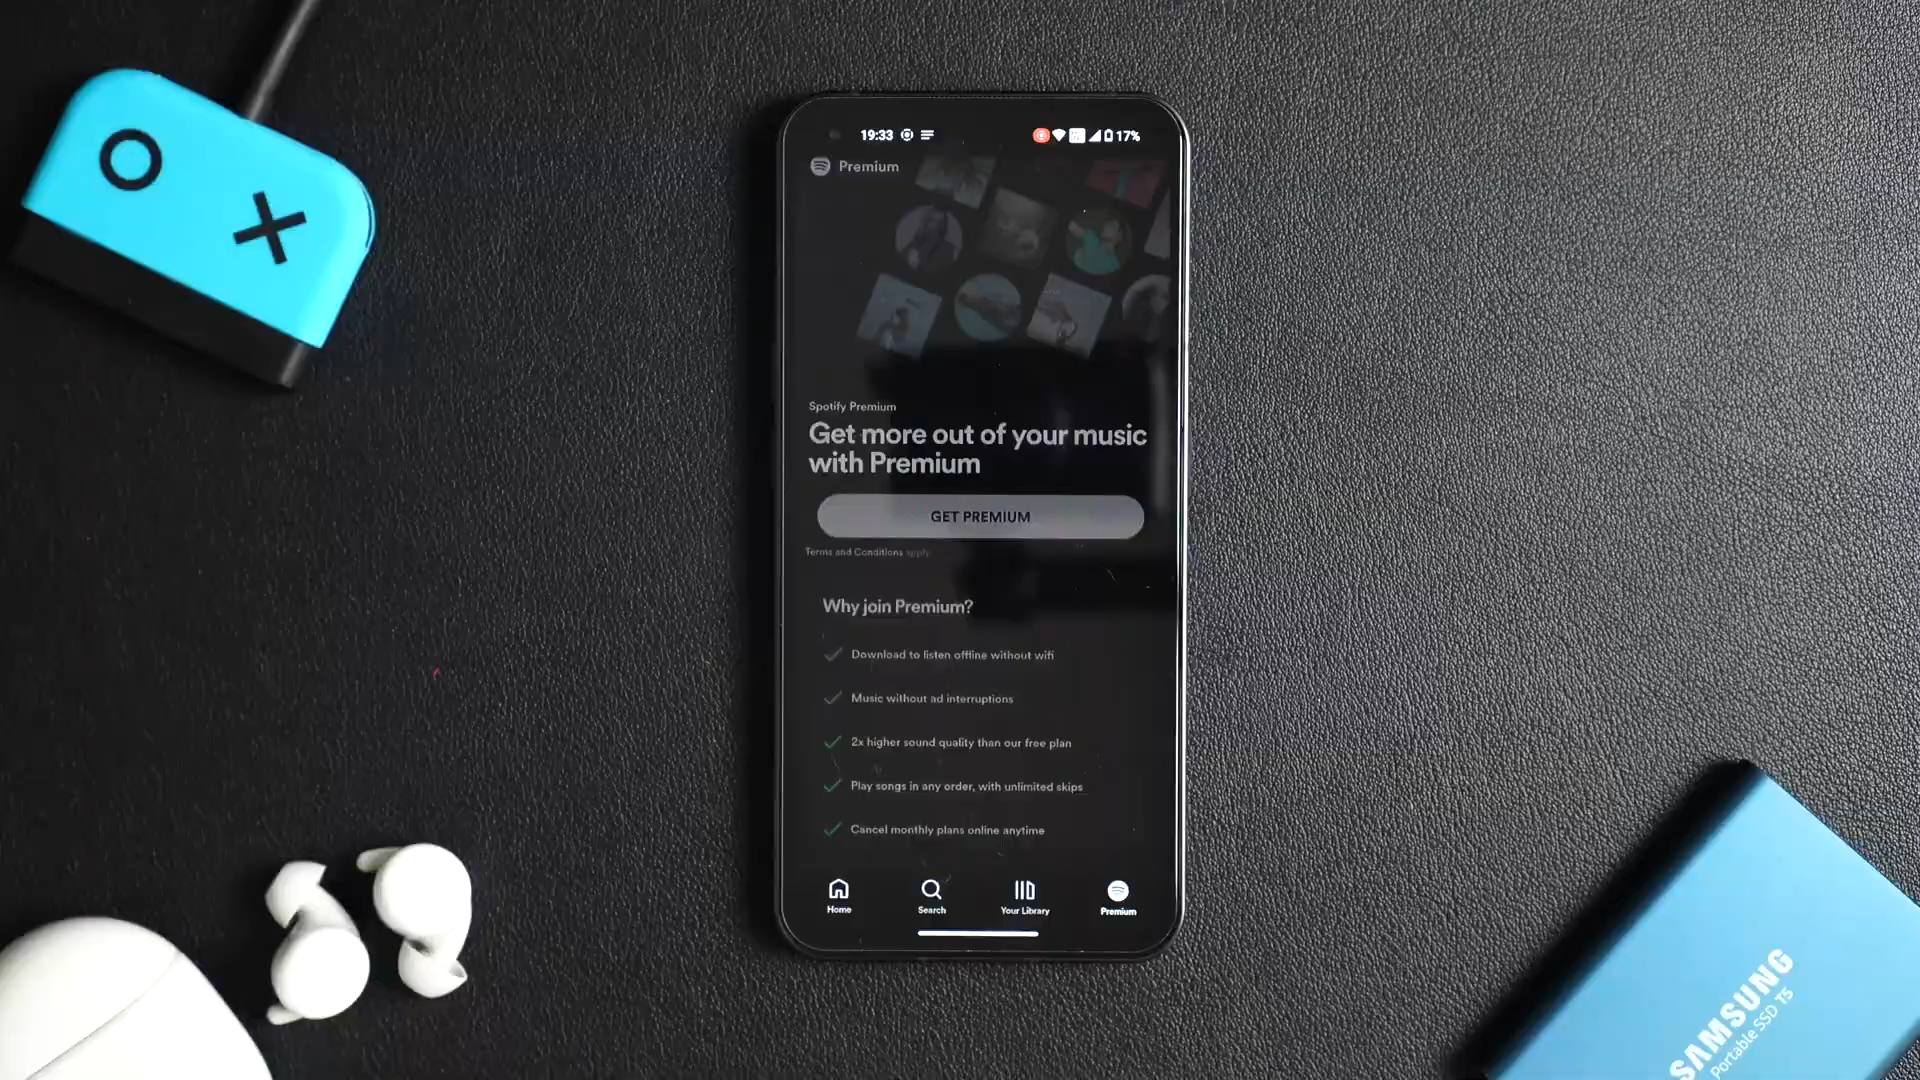 19:33
17%
Premium
Spotify Premium
Get more out of your music
with Premium
GET PREMIUM
Terms and Conditions apply.
Why join Premium?
Download to listen offline without wifi
Music without ad interruptions
2x higher sound quality than our free plan
Play songs in any order, with unlimited skips
Cancel monthly plans online anytime
Home
Search
Your Library
Premium
SAMSUNG
Portable SSD T5